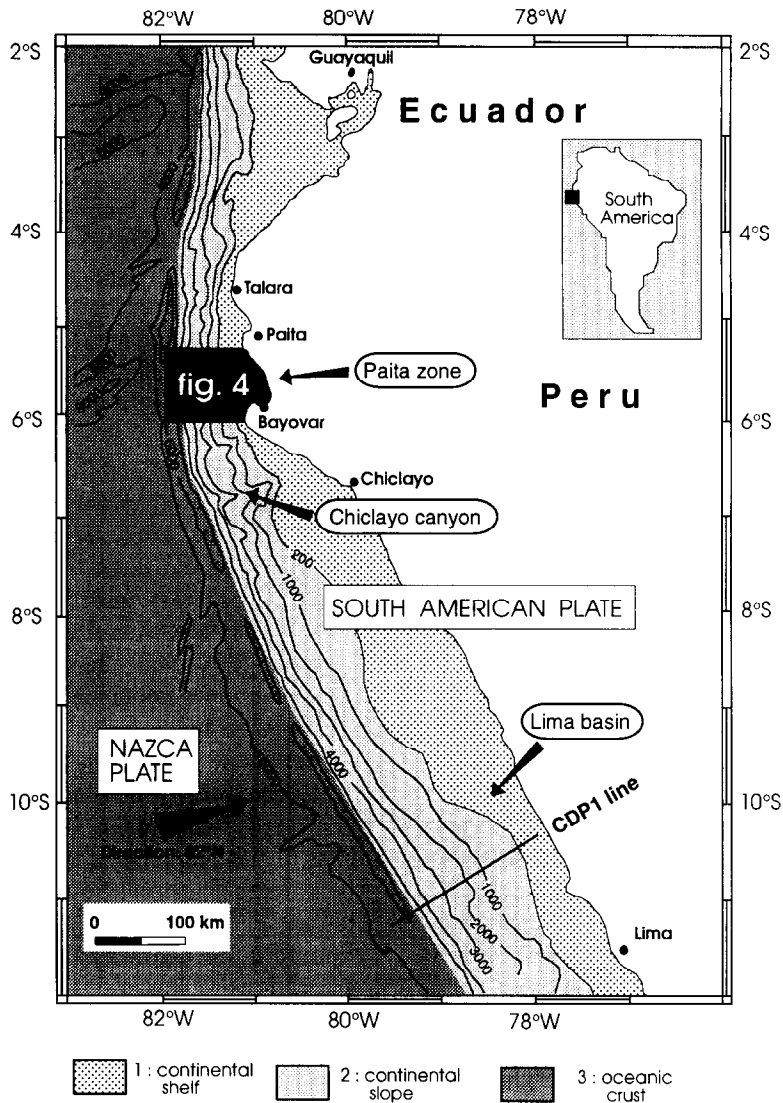 82°W
80°W
78°W
2°S
2°S
Guayaquil
Ecuador
South
America
4°S
4°S
Talara
Paita
fig. 4
Paita zone
Peru
6°S
6°S
Bayovar
Chiclayo
Chiclayo canyon
200
1000
SOUTH AMERICAN PLATE
8°S
8°S
Lima basin
NAZCA
PLATE
4000
10°S
10°S
CDP1 line
Direction:
0
100 km
1000
2000
3000
Lima
82°W
80°W
78°W
1 : continental
shelf
2 : continental
slope
3 : oceanic
crust